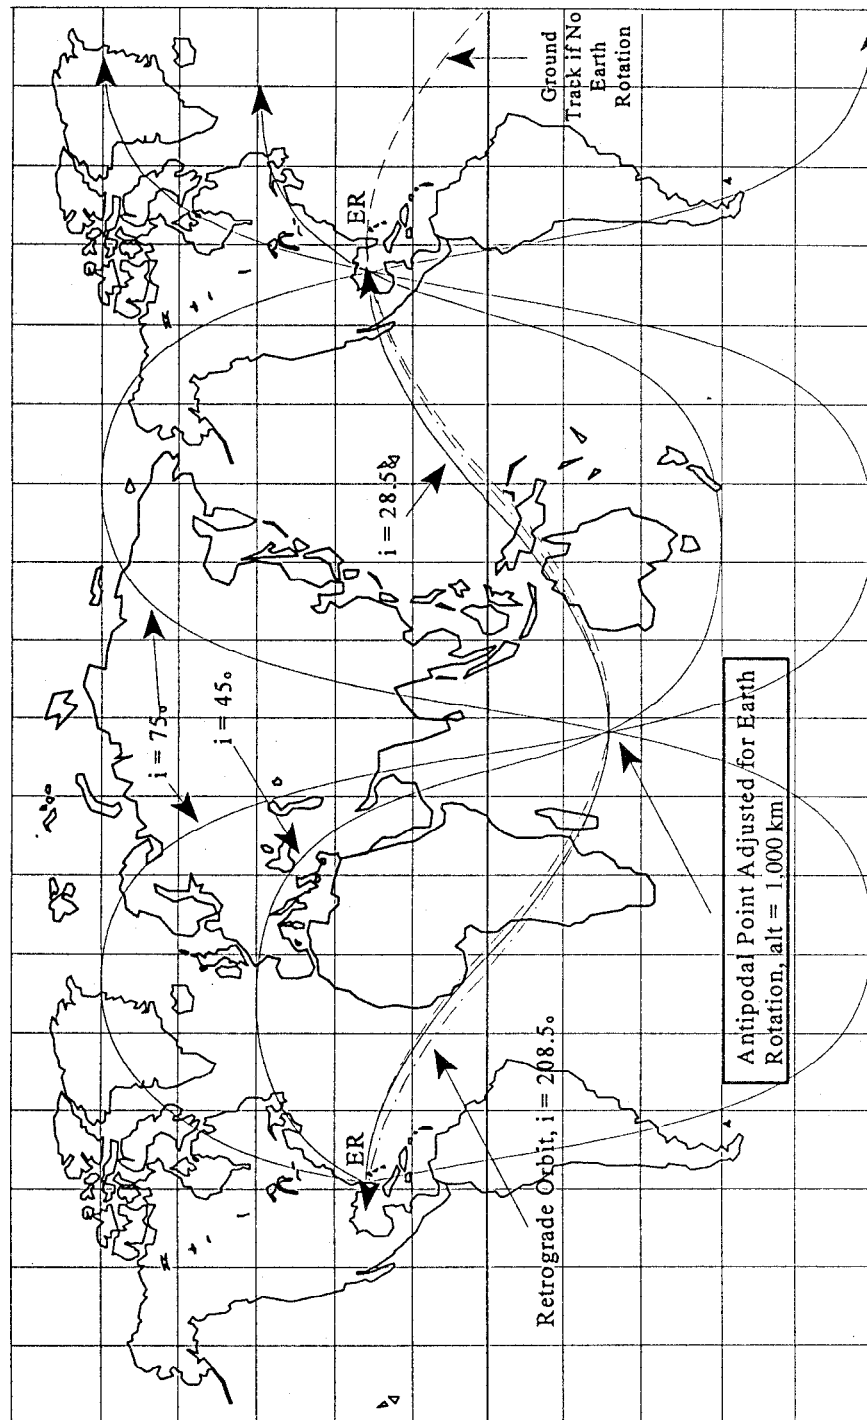 i = 75°
i = 45°
i = 28.5&
ER
ER
Ground
Track if No
Earth
Rotation
Retrograde Orbit, i = 208.5°
Antipodal Point Adjusted for Earth
Rotation, alt = 1,000 km